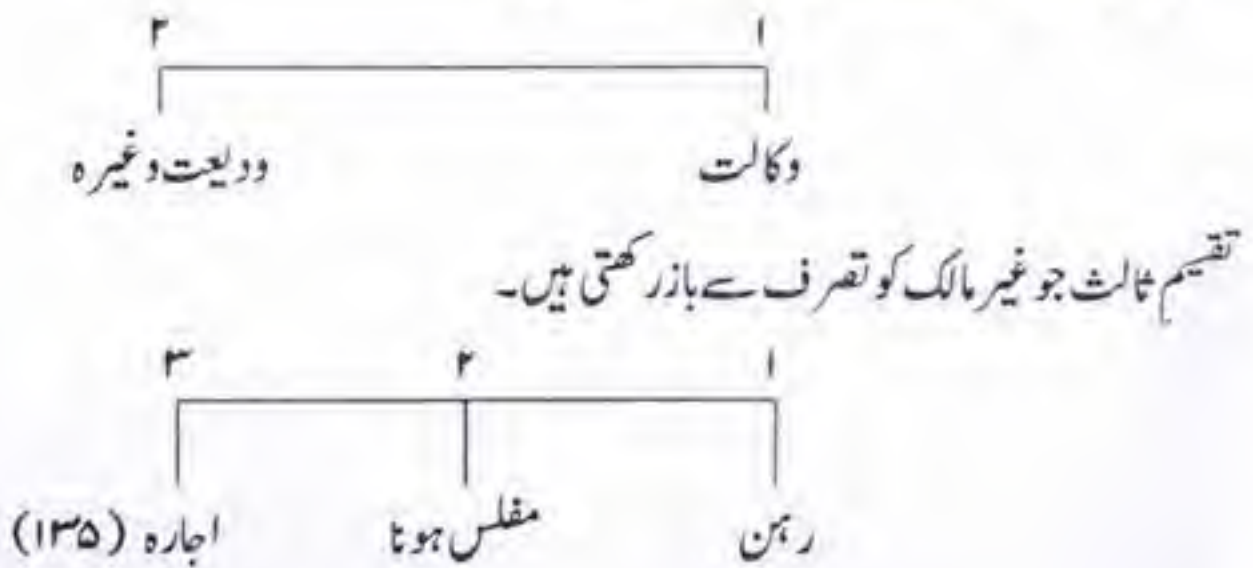 ۱ ۲
وکالت ودیعت وغیرہ
تقسیم ثالث جو غیر مالک کو تصرف سے باز رکھتی ہیں۔
۱ ۲ ۳
رہن مفلس ہونا اجارہ (۱۳۵)